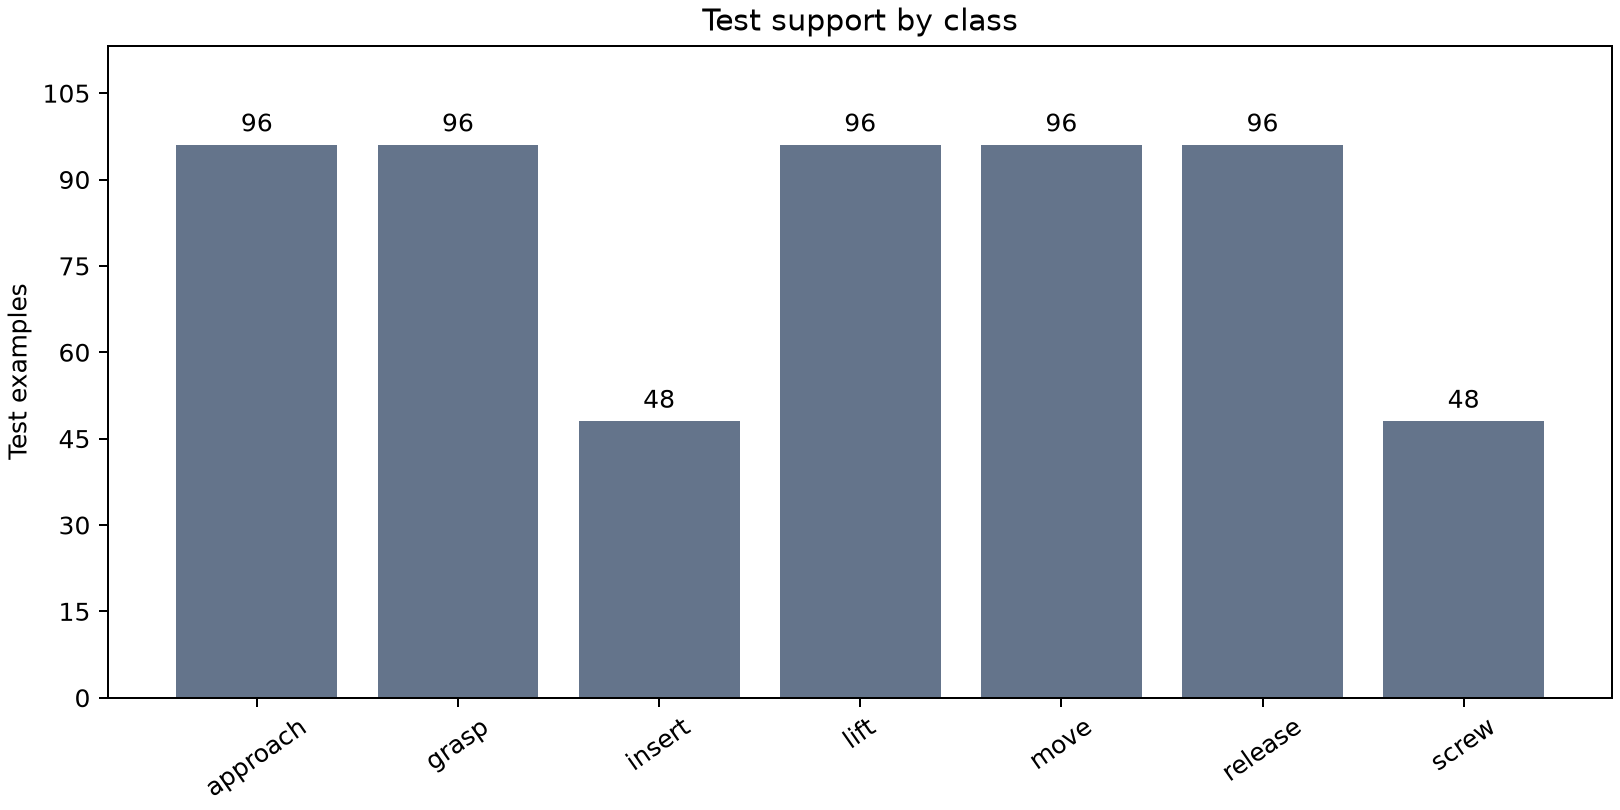 Test support by class
Test examples
105
90
75
60
45
30
15
0
96
96
48
96
96
96
48
approach
grasp
insert
lift
move
release
screw